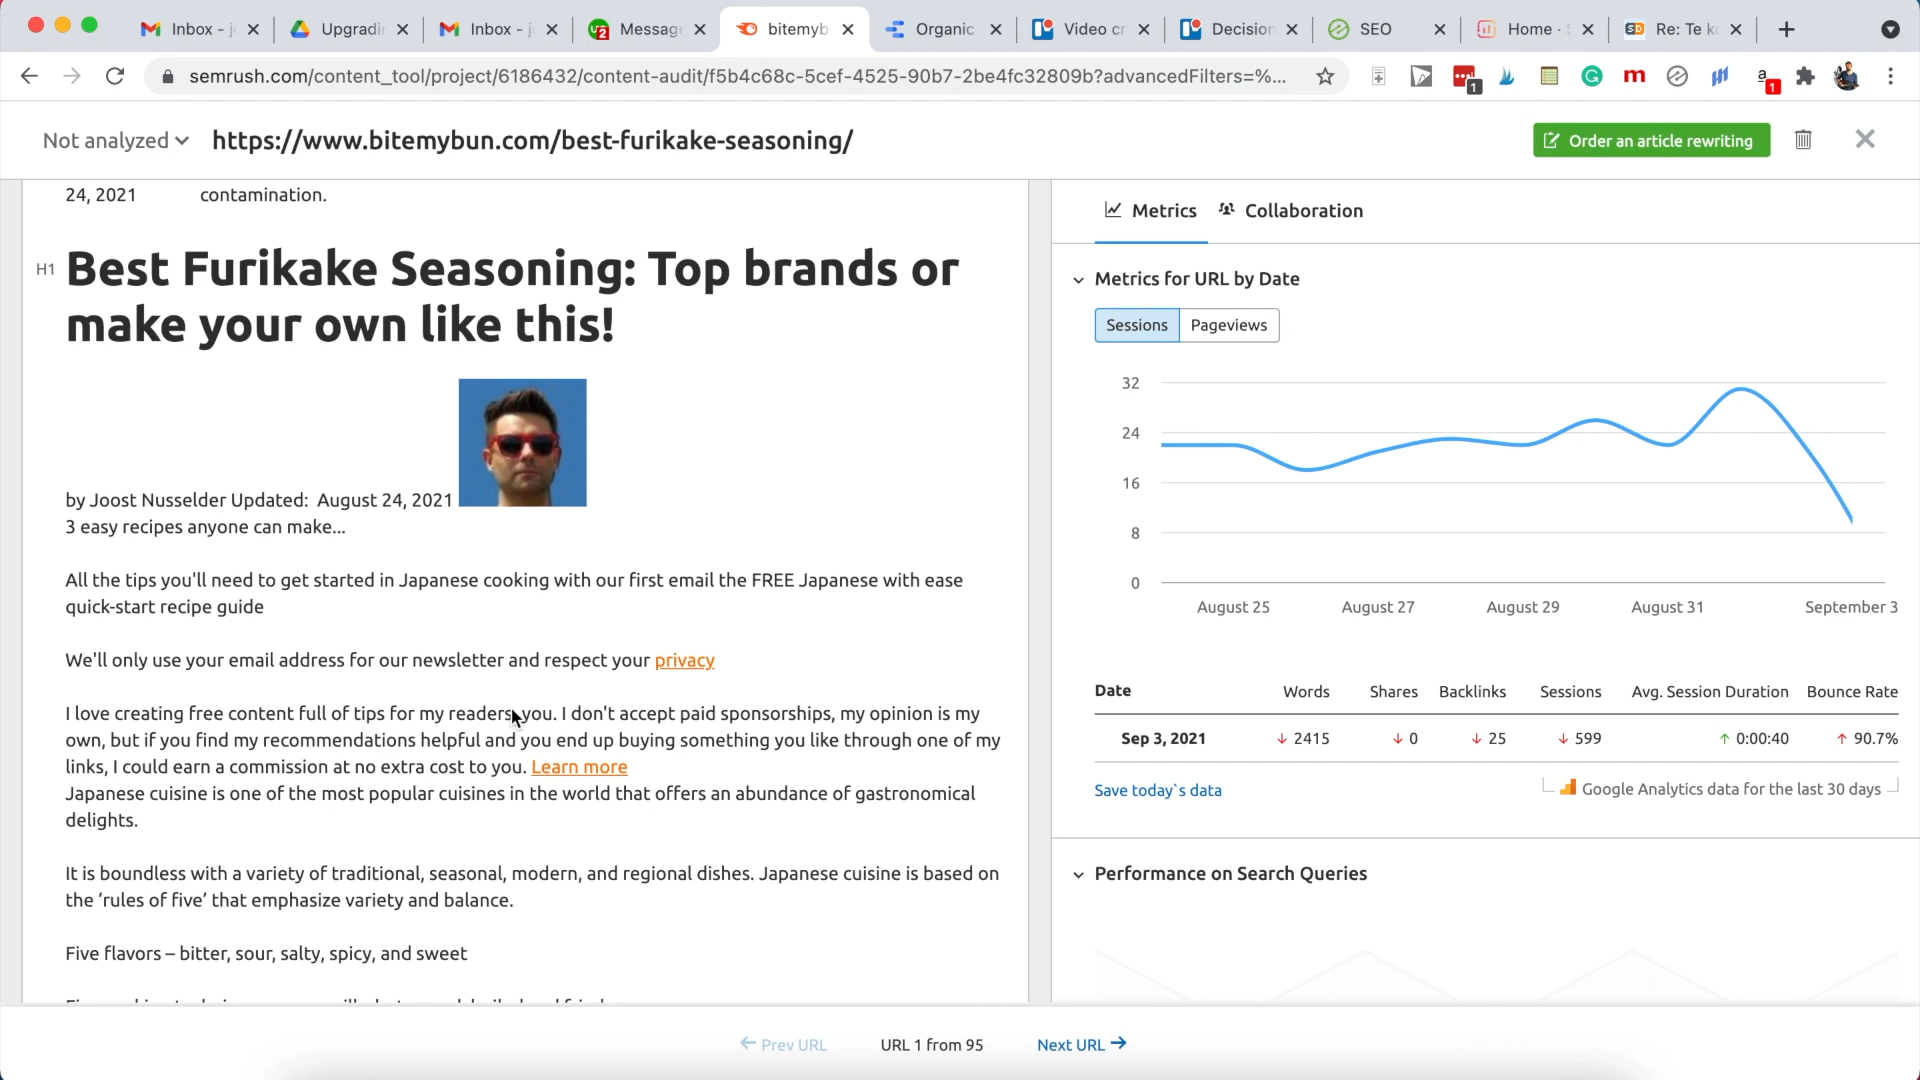 Inbox - j
Upgradi
Inbox - j
Message
bitemyb
Organic
Video cr
Decision
SEO
Home · S
Re: Te k
semrush.com/content_tool/project/6186432/content-audit/f5b4c68c-5cef-4525-90b7-2be4fc32809b?advancedFilters=%...
1
m
a
1
Not analyzed
https://www.bitemybun.com/best-furikake-seasoning/
Order an article rewriting
24, 2021
contamination.
H1
Best Furikake Seasoning: Top brands or
make your own like this!
by Joost Nusselder Updated: August 24, 2021
3 easy recipes anyone can make...
All the tips you'll need to get started in Japanese cooking with our first email the FREE Japanese with ease
quick-start recipe guide
We'll only use your email address for our newsletter and respect your privacy
I love creating free content full of tips for my readers, you. I don't accept paid sponsorships, my opinion is my
own, but if you find my recommendations helpful and you end up buying something you like through one of my
links, I could earn a commission at no extra cost to you. Learn more
Japanese cuisine is one of the most popular cuisines in the world that offers an abundance of gastronomical
delights.
It is boundless with a variety of traditional, seasonal, modern, and regional dishes. Japanese cuisine is based on
the ‘rules of five’ that emphasize variety and balance.
Five flavors – bitter, sour, salty, spicy, and sweet
Metrics
Collaboration
Metrics for URL by Date
Sessions
Pageviews
32
24
16
8
0
August 25
August 27
August 29
August 31
September 3
Date Words Shares Backlinks Sessions Avg. Session Duration Bounce Rate
Sep 3, 2021 ↓ 2415 ↓ 0 ↓ 25 ↓ 599 ↑ 0:00:40 ↑ 90.7%
Save today`s data
Google Analytics data for the last 30 days
Performance on Search Queries
← Prev URL
URL 1 from 95
Next URL →